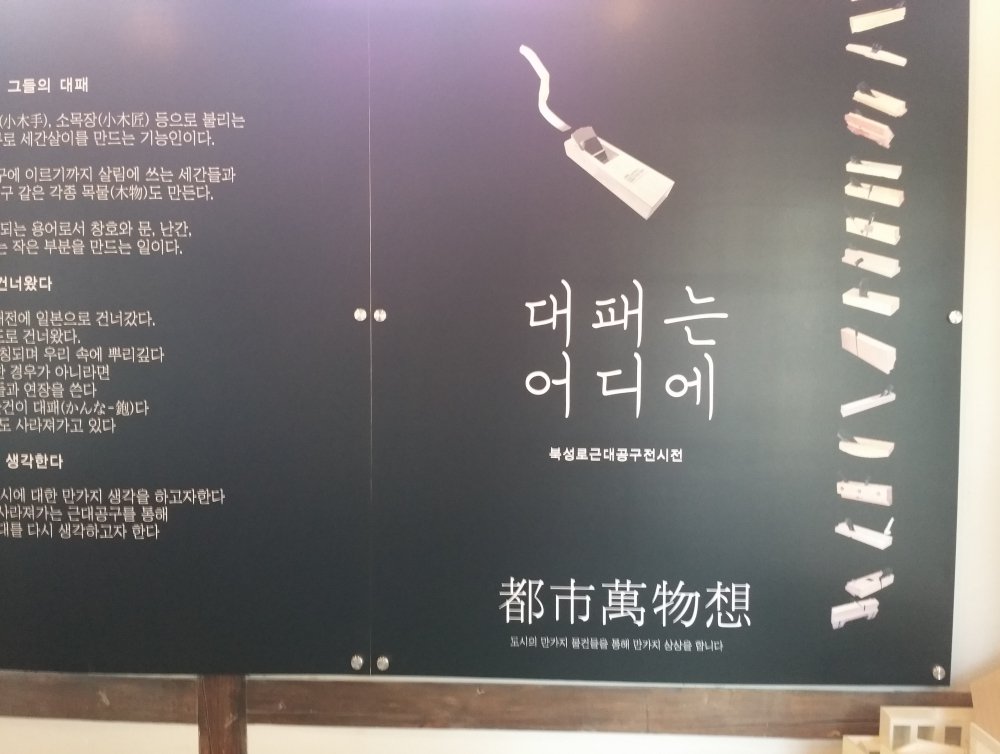 그들의 대패
(小木手), 소목장(小木匠) 등으로 불리는
로 세간살이를 만드는 기능인이다.
구에 이르기까지 살림에 쓰는 세간들과
구 같은 각종 목물(木物)도 만든다.
되는 용어로서 창호와 문, 난간,
는 작은 부분을 만드는 일이다.
건너왔다
대전에 일본으로 건너갔다.
도로 건너왔다.
칭되며 우리 속에 뿌리깊다
한 경우가 아니라면
들과 연장을 쓴다
물건이 대패(かんな-鉋)다
도 사라져가고 있다
생각한다
시에 대한 만가지 생각을 하고자한다
사라져가는 근대공구를 통해
대를 다시 생각하고자 한다
대패는
어디에
북성로근대공구전시전
都市萬物想
도시의 만가지 물건들을 통해 만가지 상상을 합니다